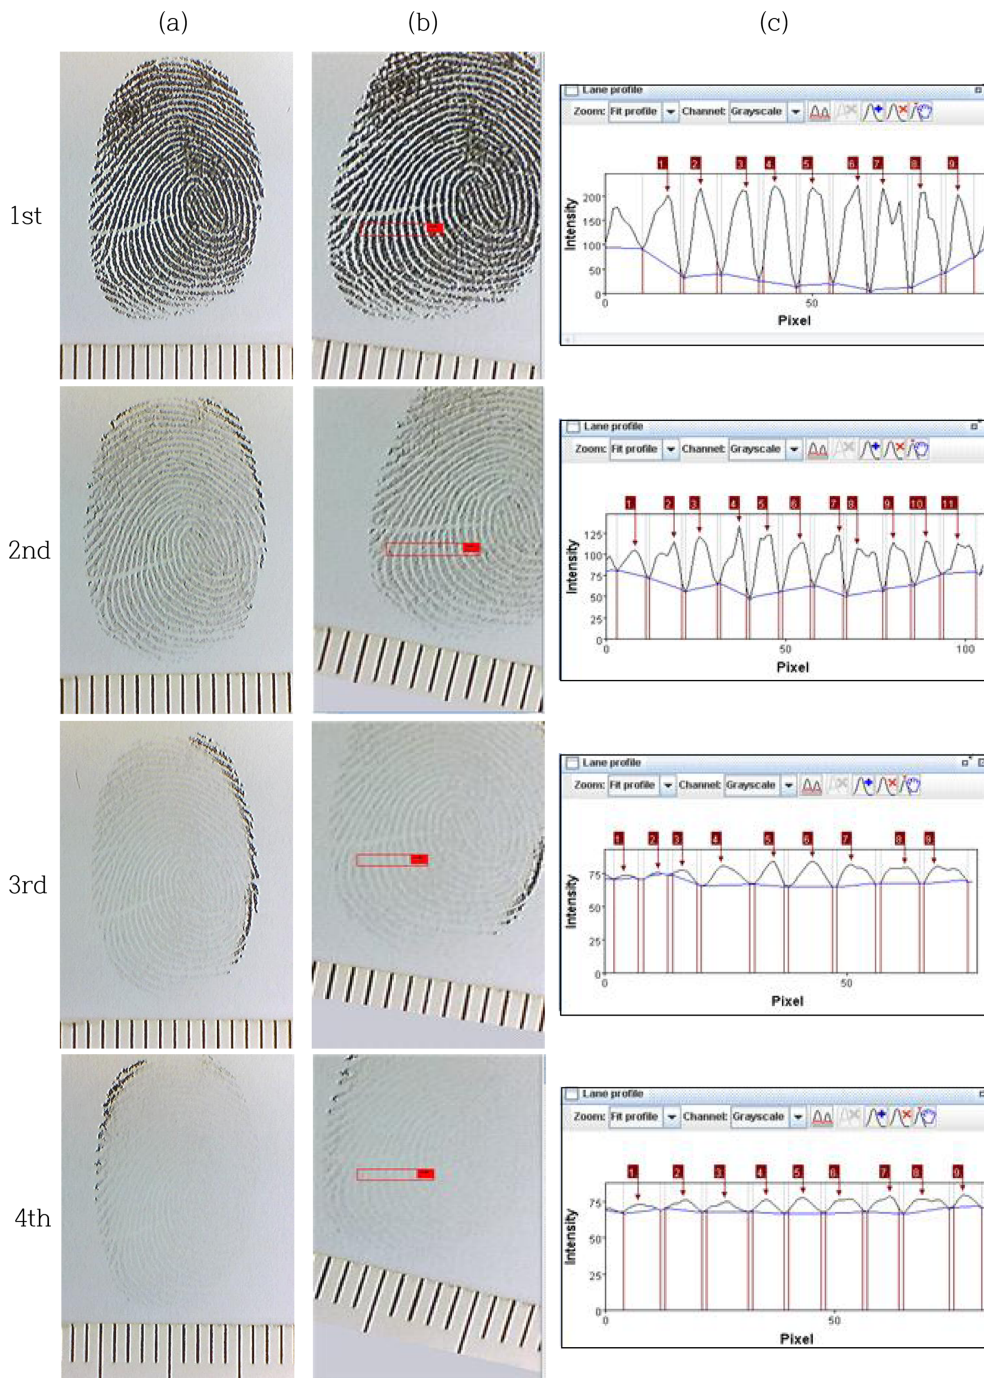 (a) (b) (c)
1st
Lane profile
Zoom: Fit profile Channel: Grayscale
1 2 3 4 5 6 7 8 9
200
150
100
50
0
Intensity
0 50
Pixel
2nd
Lane profile
Zoom: Fit profile Channel: Grayscale
1 2 3 4 5 6 7 8 9 10 11
125
100
75
50
25
0
Intensity
0 50 100
Pixel
3rd
Lane profile
Zoom: Fit profile Channel: Grayscale
1 2 3 4 5 6 7 8 9
75
50
25
0
Intensity
0 50
Pixel
4th
Lane profile
Zoom: Fit profile Channel: Grayscale
1 2 3 4 5 6 7 8 9
75
50
25
0
Intensity
0 50
Pixel